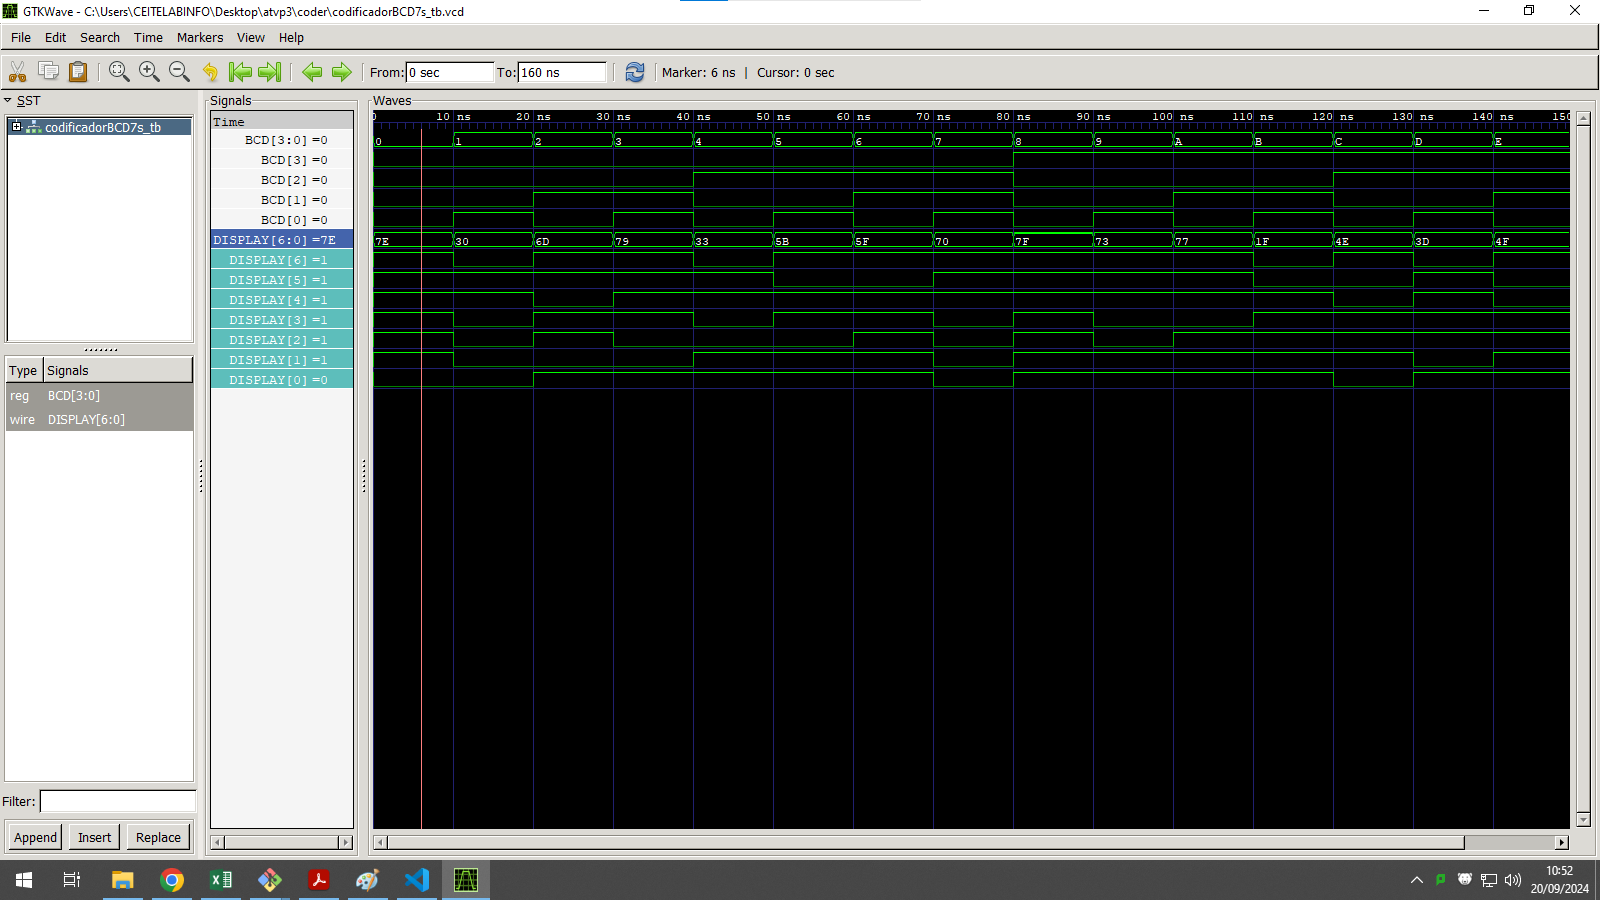 GTKWave - C:\Users\CEITELABINFO\Desktop\atvp3\coder\codificadorBCD7s_tb.vcd
File Edit Search Time Markers View Help
From: 0 sec To: 160 ns Marker: 6 ns | Cursor: 0 sec
SST
codificadorBCD7s_tb
Type Signals
reg BCD[3:0]
wire DISPLAY[6:0]
Filter:
Append Insert Replace
Signals
Time
BCD[3:0] =0
BCD[3] =0
BCD[2] =0
BCD[1] =0
BCD[0] =0
DISPLAY[6:0] =7E
DISPLAY[6] =1
DISPLAY[5] =1
DISPLAY[4] =1
DISPLAY[3] =1
DISPLAY[2] =1
DISPLAY[1] =1
DISPLAY[0] =0
Waves
0 10 ns 20 ns 30 ns 40 ns 50 ns 60 ns 70 ns 80 ns 90 ns 100 ns 110 ns 120 ns 130 ns 140 ns 150
0 1 2 3 4 5 6 7 8 9 A B C D E
7E 30 6D 79 33 5B 5F 70 7F 73 77 1F 4E 3D 4F
10:52
20/09/2024